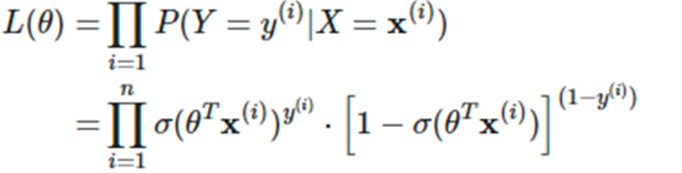 L(θ) = ∏_{i=1} P(Y = y^{(i)}|X = 𝐱^{(i)})
= ∏_{i=1}^{n} σ(θ^T 𝐱^{(i)})^{y^{(i)}} · [1 − σ(θ^T 𝐱^{(i)})]^{(1−y^{(i)})}